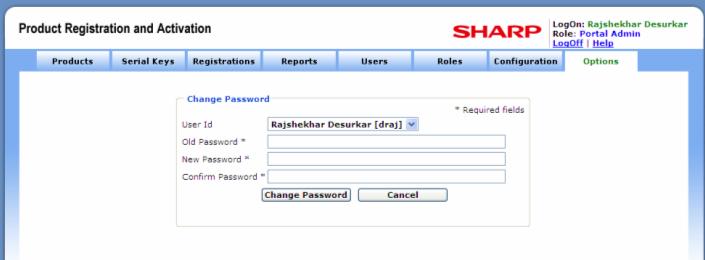 Product Registration and Activation
SHARP
LogOn: Rajshekhar Desurkar
Role: Portal Admin
LogOff | Help
Products Serial Keys Registrations Reports Users Roles Configuration Options
Change Password
* Required fields
User Id Rajshekhar Desurkar [draj]
Old Password *
New Password *
Confirm Password *
Change Password Cancel